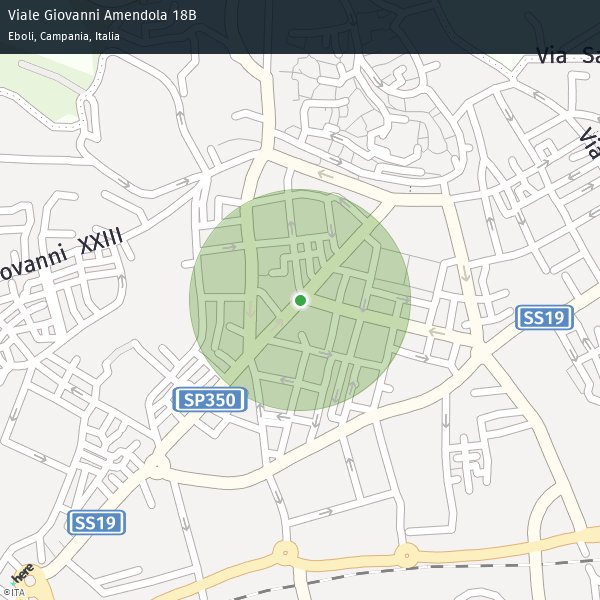 Viale Giovanni Amendola 18B
Eboli, Campania, Italia
Via Sa
Via
ovanni XXIII
SS19
SP350
SS19
here
©ITA